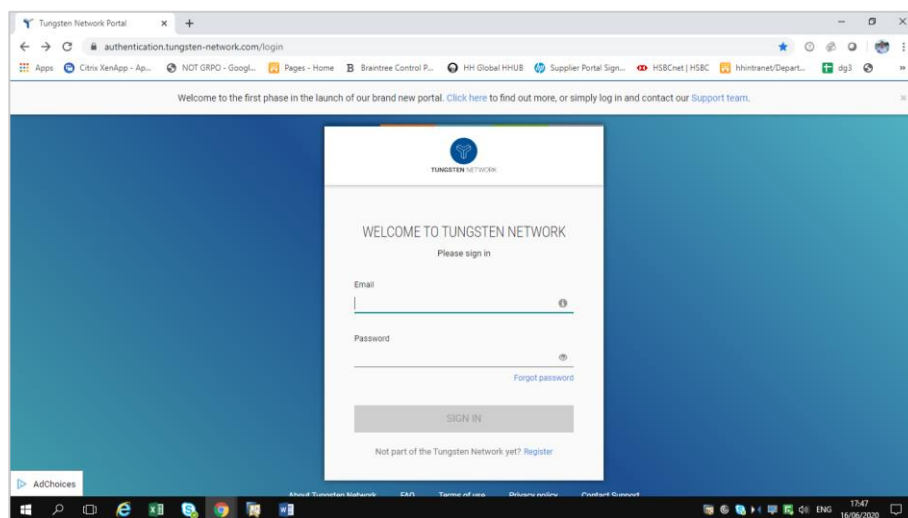 Tungsten Network Portal
authentication.tungsten-network.com/login
Apps Citrix XenApp - Ap... NOT GRPO - Googl... Pages - Home Braintree Control P... HH Global HHUB Supplier Portal Sign... HSBCnet | HSBC hhintranet/Depart... dg3
Welcome to the first phase in the launch of our brand new portal. Click here to find out more, or simply log in and contact our Support team.
TUNGSTEN NETWORK
WELCOME TO TUNGSTEN NETWORK
Please sign in
Email
Password
Forgot password
SIGN IN
Not part of the Tungsten Network yet? Register
AdChoices
About Tungsten Network FAQ Terms of use Privacy policy Contact Support
ENG 17:47
16/06/2020